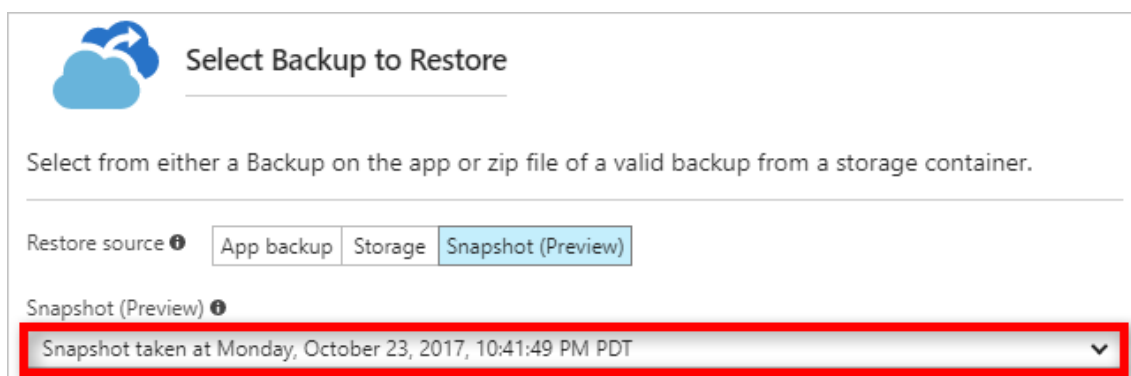 Select Backup to Restore
Select from either a Backup on the app or zip file of a valid backup from a storage container.
Restore source App backup Storage Snapshot (Preview)
Snapshot (Preview)
Snapshot taken at Monday, October 23, 2017, 10:41:49 PM PDT